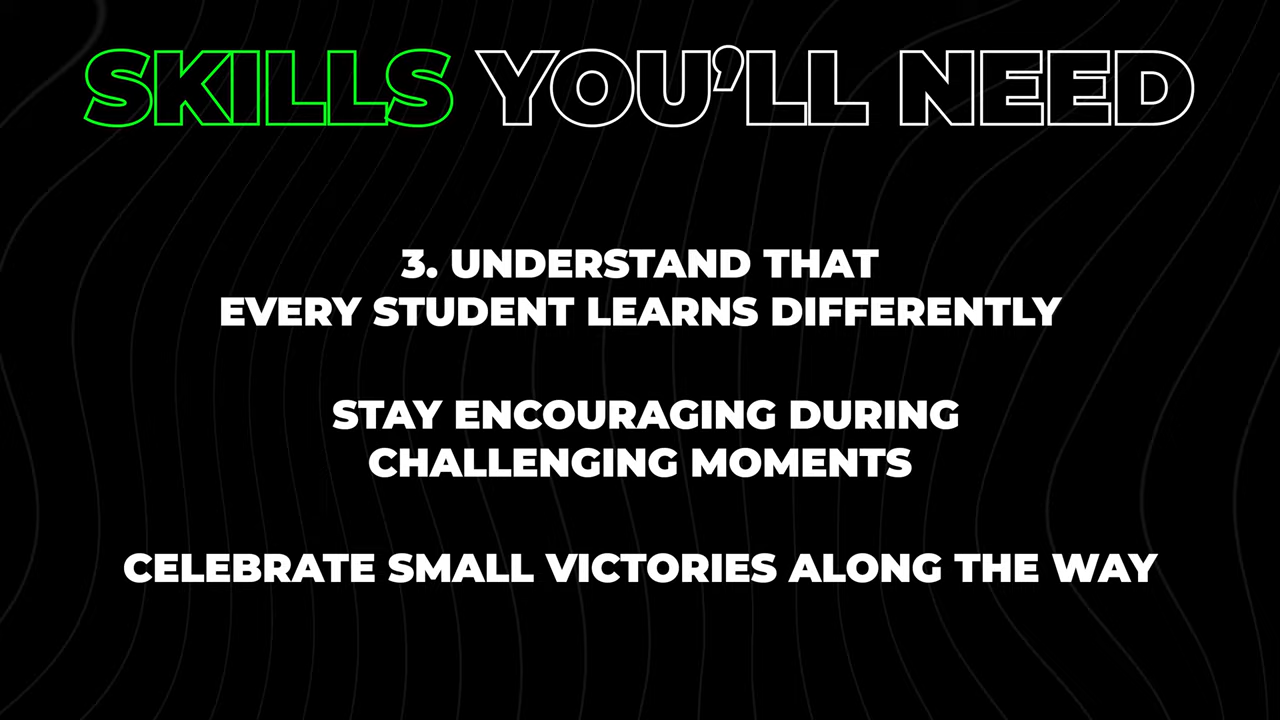 SKILLS YOU'LL NEED
3. UNDERSTAND THAT
EVERY STUDENT LEARNS DIFFERENTLY
STAY ENCOURAGING DURING
CHALLENGING MOMENTS
CELEBRATE SMALL VICTORIES ALONG THE WAY